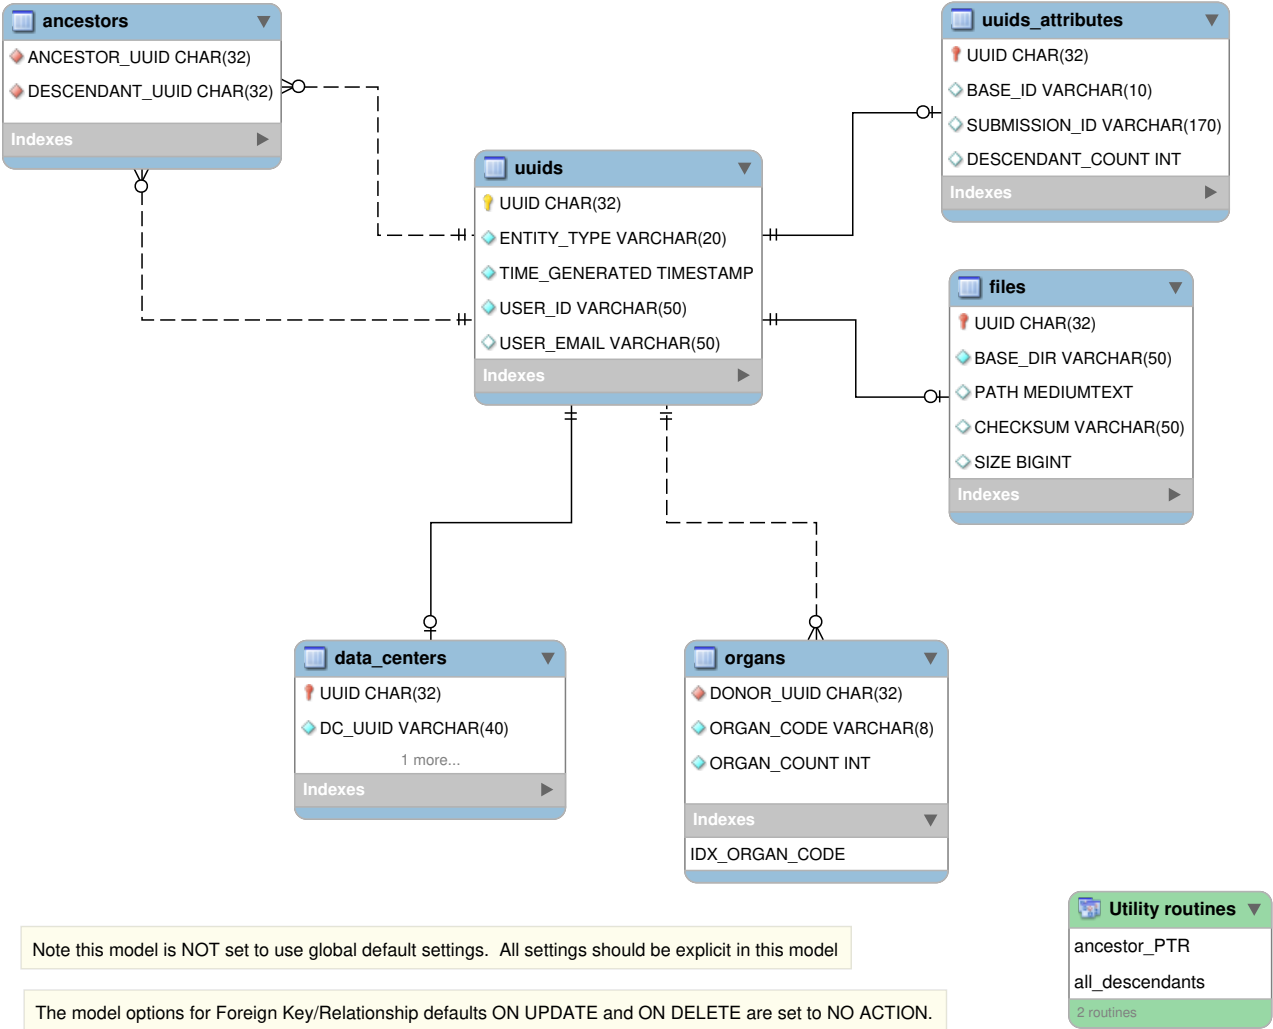 ancestors
ANCESTOR_UUID CHAR(32)
DESCENDANT_UUID CHAR(32)
Indexes
uuids_attributes
UUID CHAR(32)
BASE_ID VARCHAR(10)
SUBMISSION_ID VARCHAR(170)
DESCENDANT_COUNT INT
Indexes
uuids
UUID CHAR(32)
ENTITY_TYPE VARCHAR(20)
TIME_GENERATED TIMESTAMP
USER_ID VARCHAR(50)
USER_EMAIL VARCHAR(50)
Indexes
files
UUID CHAR(32)
BASE_DIR VARCHAR(50)
PATH MEDIUMTEXT
CHECKSUM VARCHAR(50)
SIZE BIGINT
Indexes
data_centers
UUID CHAR(32)
DC_UUID VARCHAR(40)
1 more...
Indexes
organs
DONOR_UUID CHAR(32)
ORGAN_CODE VARCHAR(8)
ORGAN_COUNT INT
Indexes
IDX_ORGAN_CODE
Utility routines
ancestor_PTR
all_descendants
2 routines
Note this model is NOT set to use global default settings.  All settings should be explicit in this model
The model options for Foreign Key/Relationship defaults ON UPDATE and ON DELETE are set to NO ACTION.